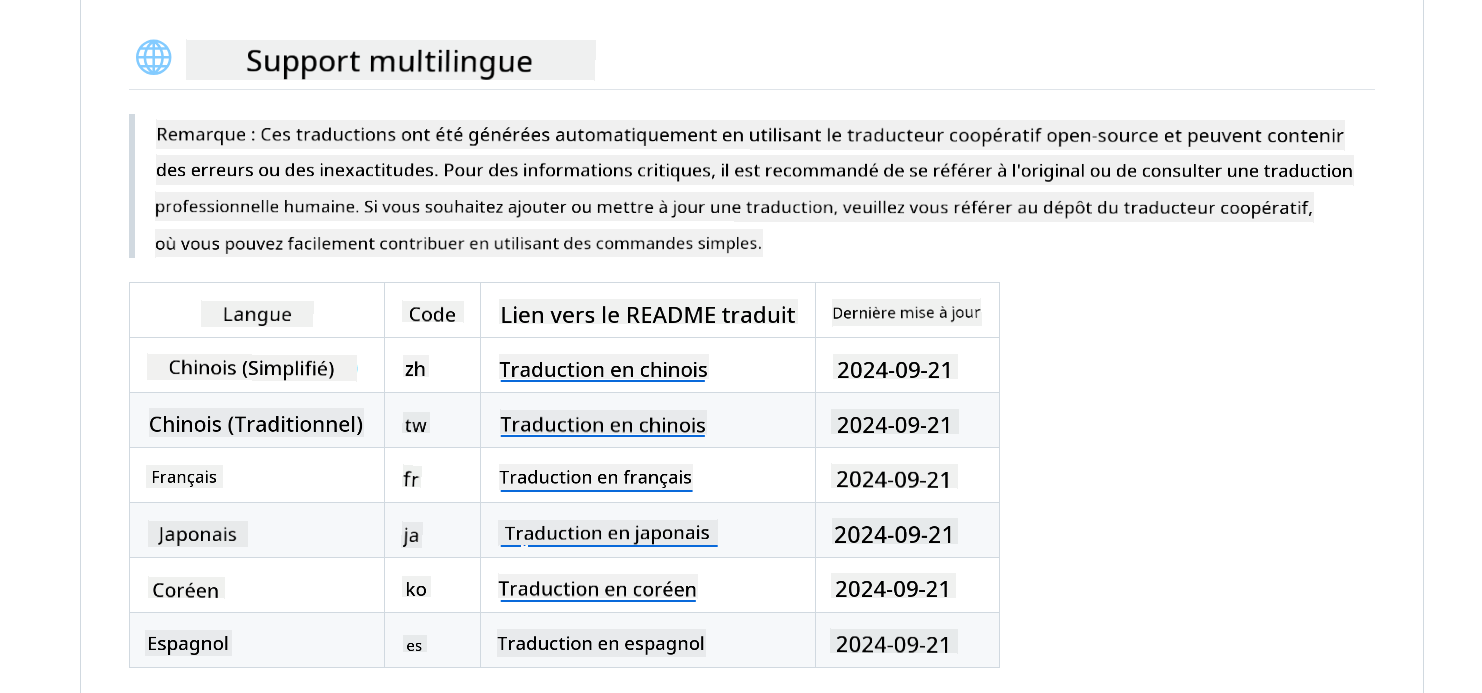 Support multilingue
Remarque : Ces traductions ont été générées automatiquement en utilisant le traducteur coopératif open-source et peuvent contenir
des erreurs ou des inexactitudes. Pour des informations critiques, il est recommandé de se référer à l'original ou de consulter une traduction
professionnelle humaine. Si vous souhaitez ajouter ou mettre à jour une traduction, veuillez vous référer au dépôt du traducteur coopératif,
où vous pouvez facilement contribuer en utilisant des commandes simples.
Langue Code Lien vers le README traduit Dernière mise à jour
Chinois (Simplifié) zh Traduction en chinois 2024-09-21
Chinois (Traditionnel) tw Traduction en chinois 2024-09-21
Français fr Traduction en français 2024-09-21
Japonais ja Traduction en japonais 2024-09-21
Coréen ko Traduction en coréen 2024-09-21
Espagnol es Traduction en espagnol 2024-09-21